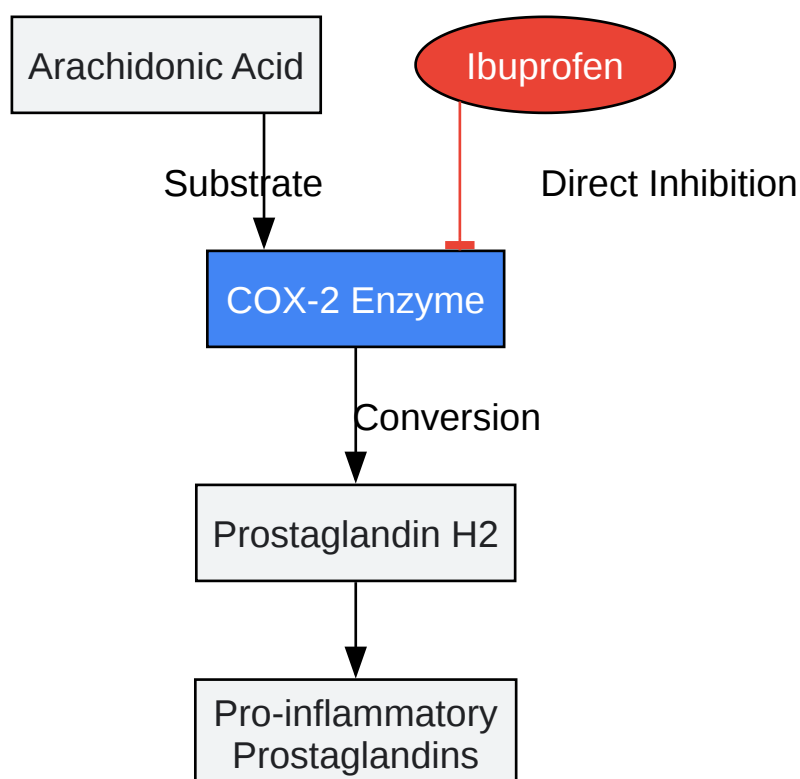 Arachidonic Acid
Ibuprofen
Substrate
Direct Inhibition
COX-2 Enzyme
Conversion
Prostaglandin H2
Pro-inflammatory
Prostaglandins